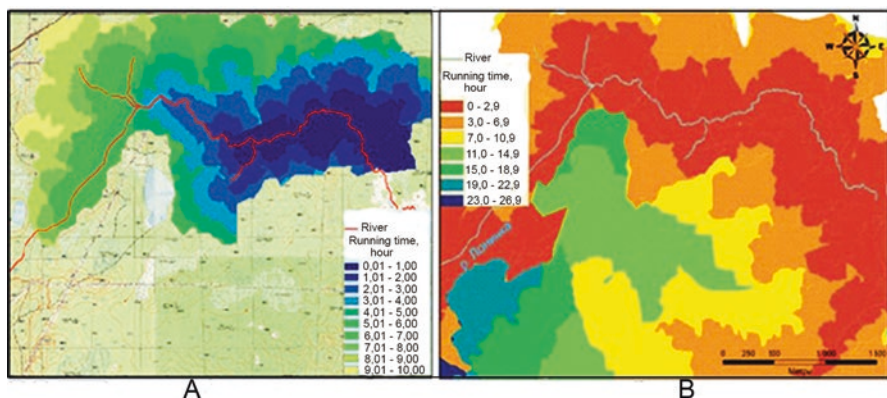 River
Running time,
hour
0,01 - 1,00
1,01 - 2,00
2,01 - 3,00
3,01 - 4,00
4,01 - 5,00
5,01 - 6,00
6,01 - 7,00
7,01 - 8,00
8,01 - 9,00
9,01 - 10,00
A
N
W E
S
River
Running time,
hour
0 - 2,9
3,0 - 6,9
7,0 - 10,9
11,0 - 14,9
15,0 - 18,9
19,0 - 22,9
23,0 - 26,9
р. Лонинка
0 250 500 1 000 1 500
Метры
B